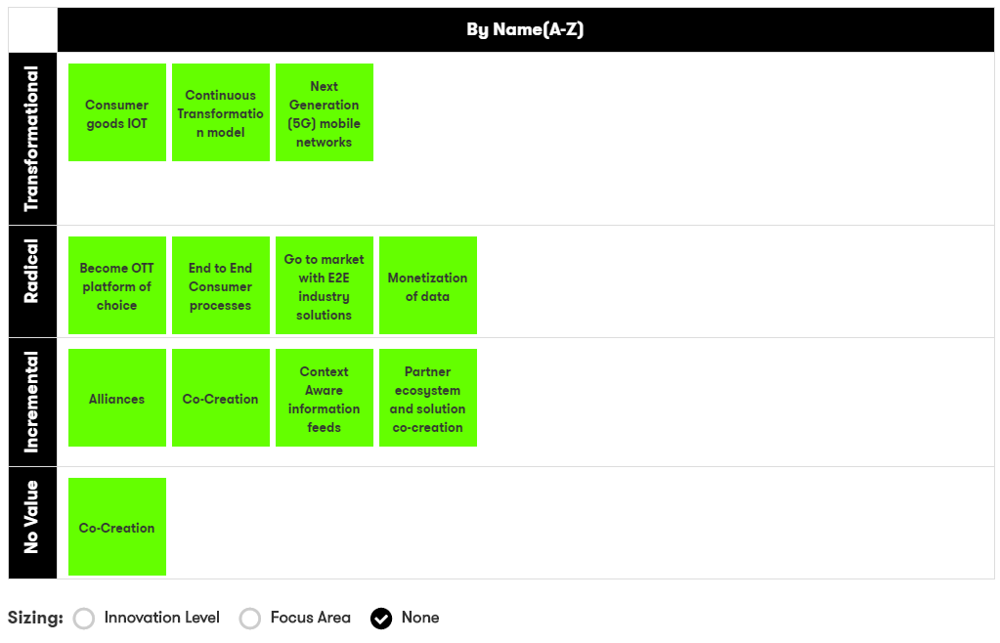 By Name(A-Z)
Transformational
Consumer
goods IOT
Continuous
Transformatio
n model
Next
Generation
(5G) mobile
networks
Radical
Become OTT
platform of
choice
End to End
Consumer
processes
Go to market
with E2E
industry
solutions
Monetization
of data
Incremental
Alliances
Co-Creation
Context
Aware
information
feeds
Partner
ecosystem
and solution
co-creation
No Value
Co-Creation
Sizing: Innovation Level Focus Area None